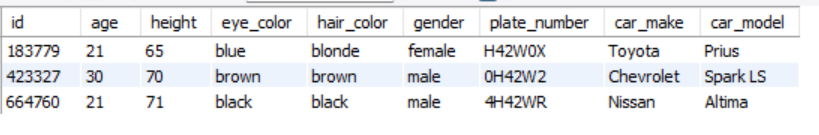 id age height eye_color hair_color gender plate_number car_make car_model
183779 21 65 blue blonde female H42W0X Toyota Prius
423327 30 70 brown brown male 0H42W2 Chevrolet Spark LS
664760 21 71 black black male 4H42WR Nissan Altima